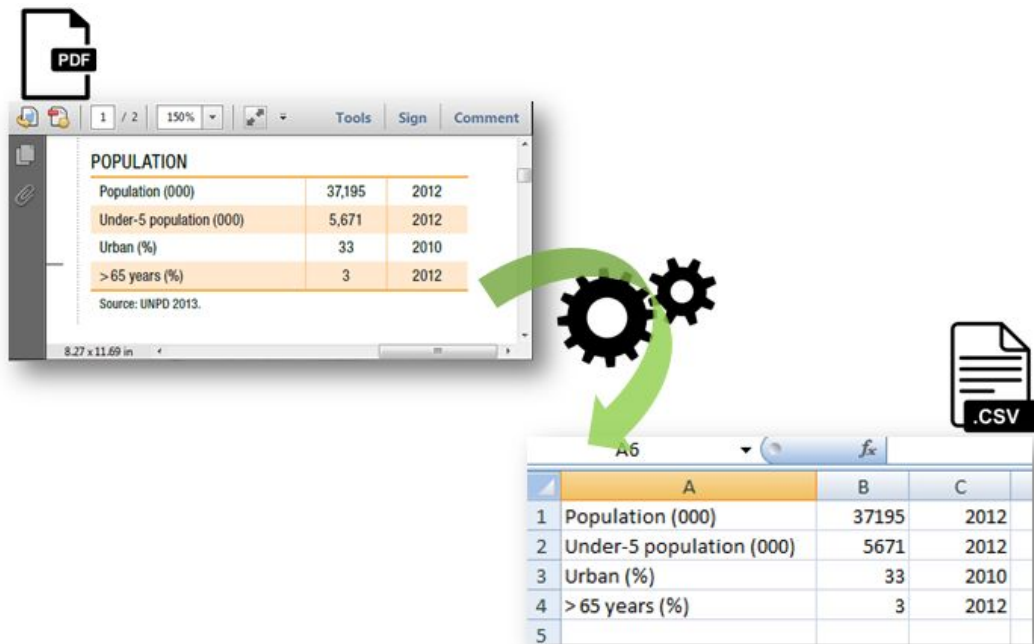 PDF
1 / 2 150% Tools Sign Comment
POPULATION
Population (000) 37,195 2012
Under-5 population (000) 5,671 2012
Urban (%) 33 2010
>65 years (%) 3 2012
Source: UNPD 2013.
8.27 x 11.69 in
.CSV
A6 fx
A B C
1 Population (000) 37195 2012
2 Under-5 population (000) 5671 2012
3 Urban (%) 33 2010
4 > 65 years (%) 3 2012
5